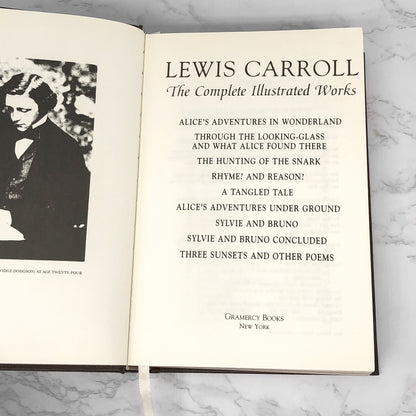 IDGE DODGSON) AT AGE TWENTY-FOUR
LEWIS CARROLL
The Complete Illustrated Works
ALICE'S ADVENTURES IN WONDERLAND
THROUGH THE LOOKING-GLASS
AND WHAT ALICE FOUND THERE
THE HUNTING OF THE SNARK
RHYME? AND REASON?
A TANGLED TALE
ALICE'S ADVENTURES UNDER GROUND
SYLVIE AND BRUNO
SYLVIE AND BRUNO CONCLUDED
THREE SUNSETS AND OTHER POEMS
GRAMERCY BOOKS
NEW YORK